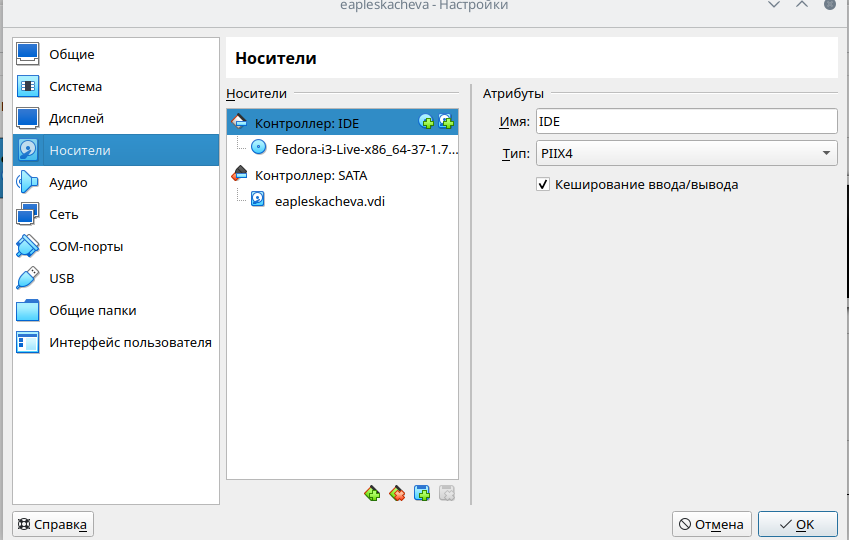 eapleskacheva - Настройки
Общие
Система
Дисплей
Носители
Аудио
Сеть
COM-порты
USB
Общие папки
Интерфейс пользователя
Носители
Носители
Контроллер: IDE
Fedora-i3-Live-x86_64-37-1.7...
Контроллер: SATA
eapleskacheva.vdi
Атрибуты
Имя: IDE
Тип: PIIX4
Кеширование ввода/вывода
Справка
Отмена
OK